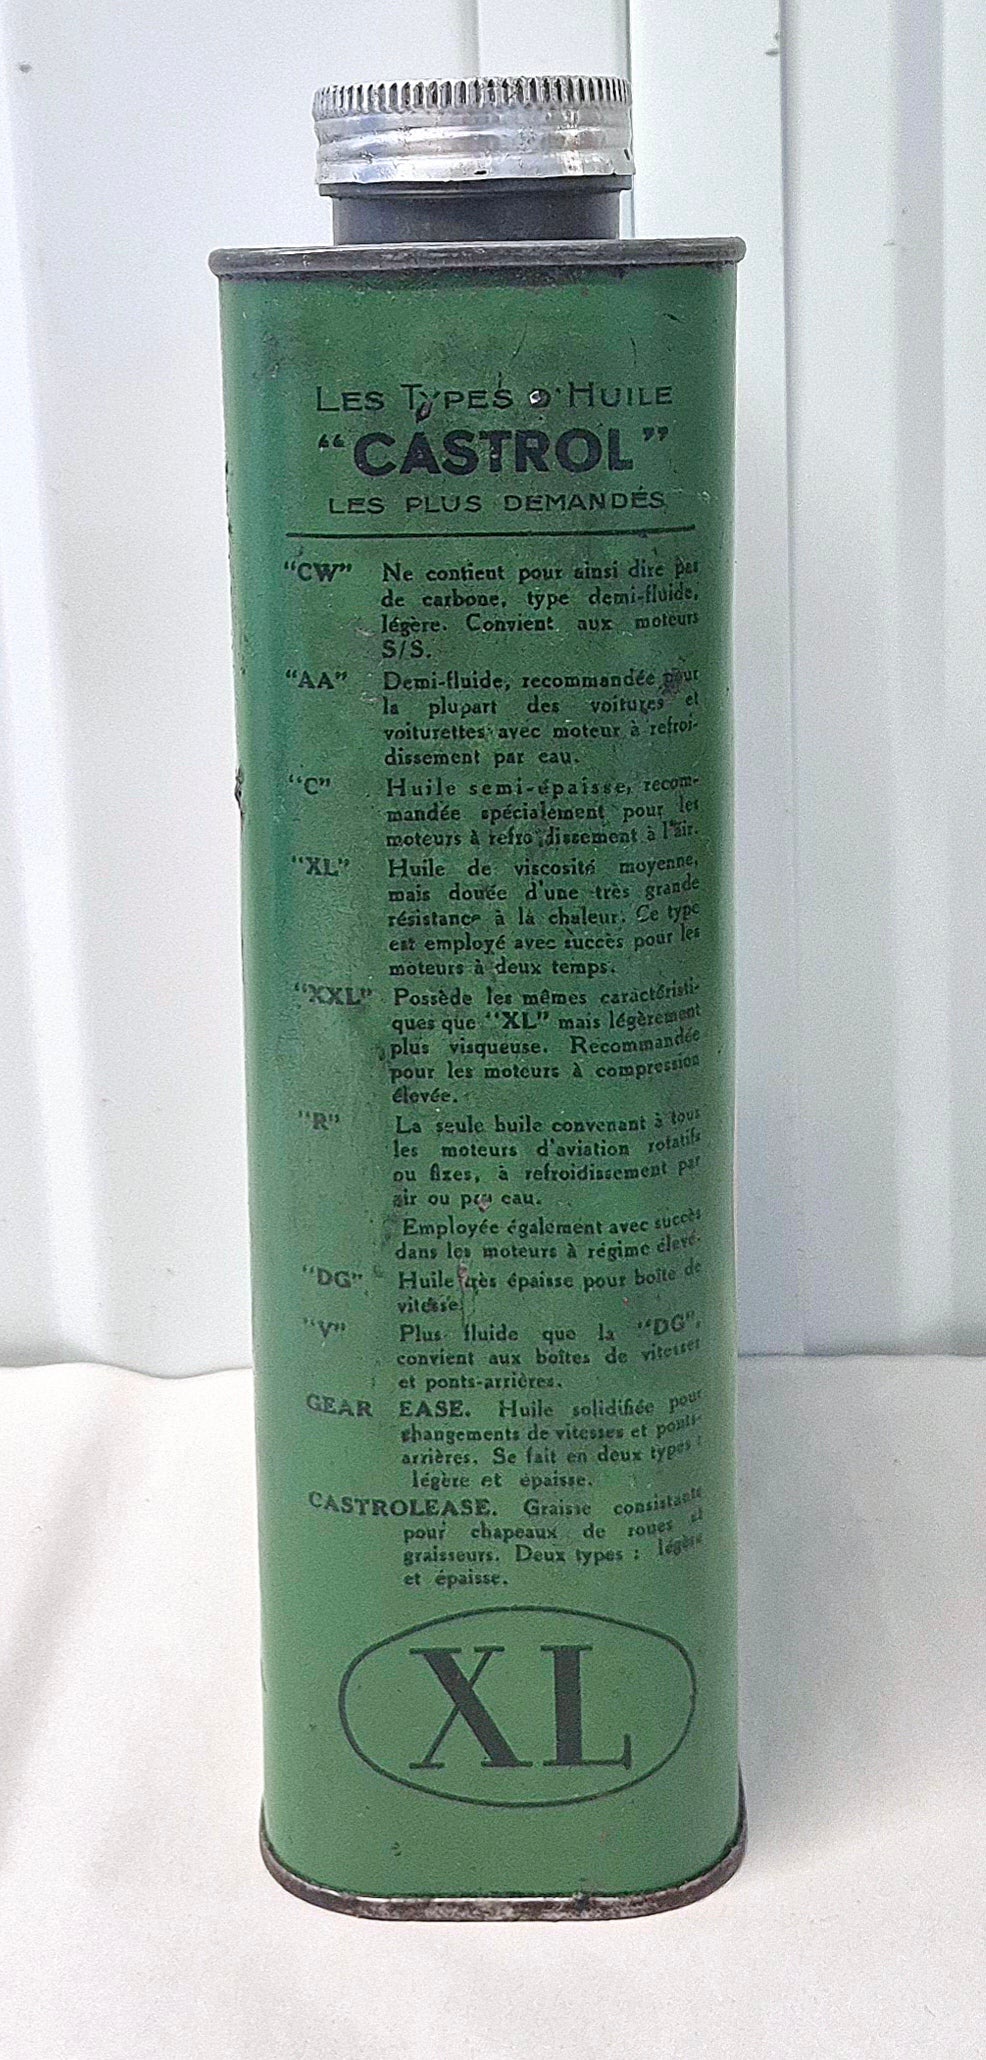 LES TYPES D'HUILE
“CASTROL”
LES PLUS DEMANDÉS
“CW” Ne contient pour ainsi dire pas
de carbone, type demi-fluide,
légère. Convient aux moteurs
S/S.
“AA” Demi-fluide, recommandée pour
la plupart des voitures et
voiturettes avec moteur à refroi-
dissement par eau.
“C” Huile semi-épaisse, recom-
mandée spécialement pour les
moteurs à refroidissement à l'air.
“XL” Huile de viscosité moyenne,
mais douée d'une très grande
résistance à la chaleur. Ce type
est employé avec succès pour les
moteurs à deux temps.
“XXL” Possède les mêmes caractéristi-
ques que “XL” mais légèrement
plus visqueuse. Recommandée
pour les moteurs à compression
élevée.
“R” La seule huile convenant à tous
les moteurs d'aviation rotatifs
ou fixes, à refroidissement par
air ou par eau.
Employée également avec succès
dans les moteurs à régime élevé.
“DG” Huile très épaisse pour boîte de
vitesse.
“V” Plus fluide que la “DG”,
convient aux boîtes de vitesses
et ponts-arrières.
GEAR EASE. Huile solidifiée pour
changements de vitesses et ponts-
arrières. Se fait en deux types :
légère et épaisse.
CASTROLEASE. Graisse consistante
pour chapeaux de roues et
graisseurs. Deux types : légère
et épaisse.
XL